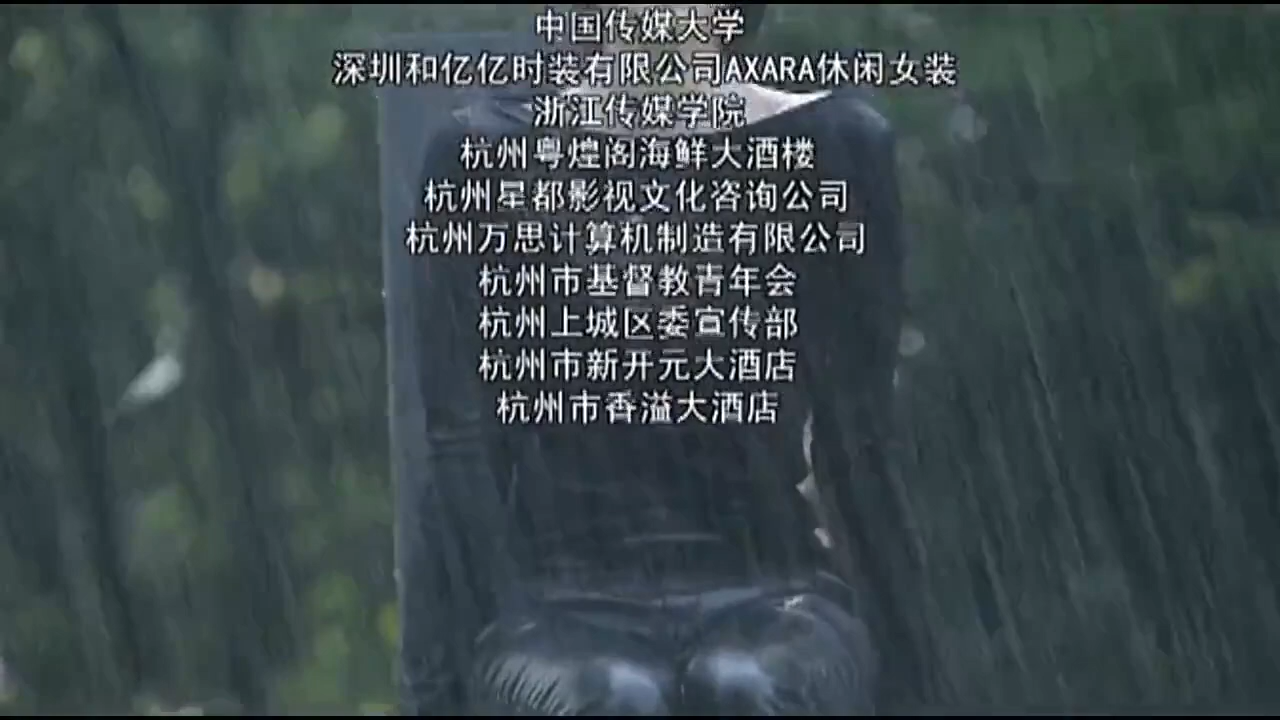 中国传媒大学
深圳和亿亿时装有限公司AXARA休闲女装
浙江传媒学院
杭州粤煌阁海鲜大酒楼
杭州星都影视文化咨询公司
杭州万思计算机制造有限公司
杭州市基督教青年会
杭州上城区委宣传部
杭州市新开元大酒店
杭州市香溢大酒店